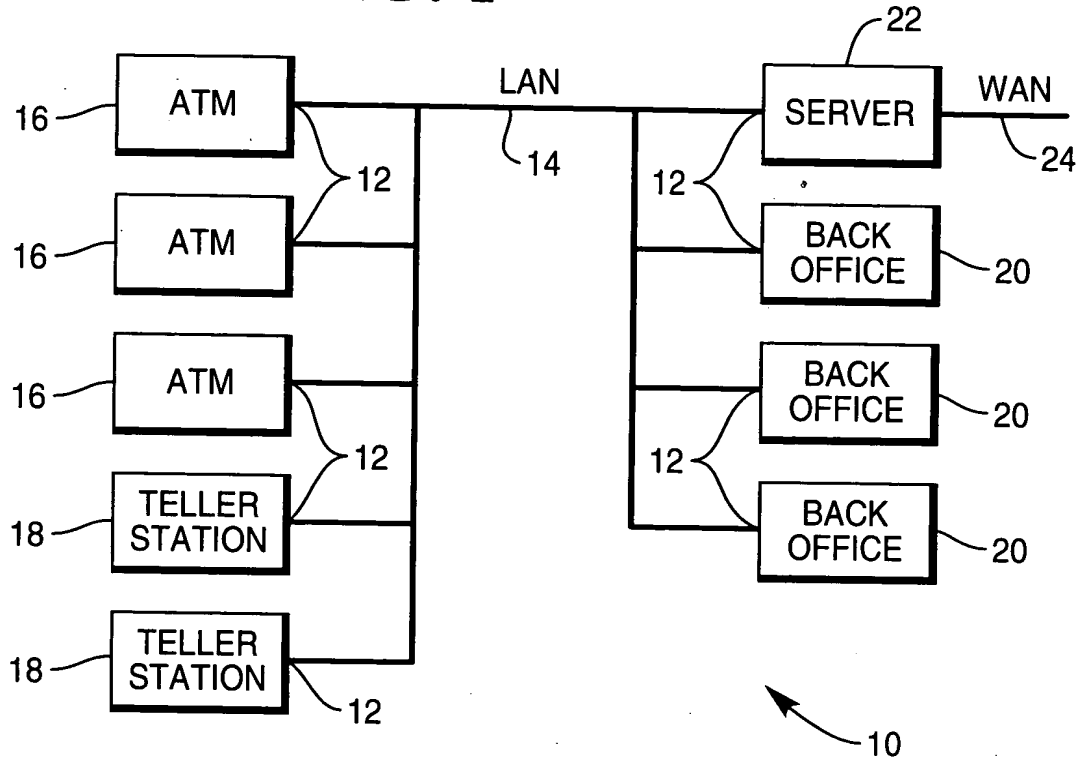 22
ATM
LAN
SERVER
WAN
16
12
14
12
24
ATM
BACK
OFFICE
16
20
ATM
BACK
OFFICE
16
20
12
12
TELLER
STATION
BACK
OFFICE
18
20
TELLER
STATION
18
12
10